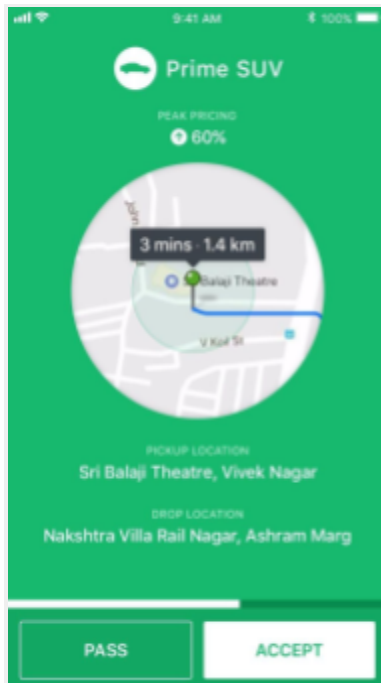 9:41 AM
100%
Prime SUV
PEAK PRICING
60%
3 mins · 1.4 km
Balaji Theatre
V Koil St
PICKUP LOCATION
Sri Balaji Theatre, Vivek Nagar
DROP LOCATION
Nakshtra Villa Rail Nagar, Ashram Marg
PASS
ACCEPT